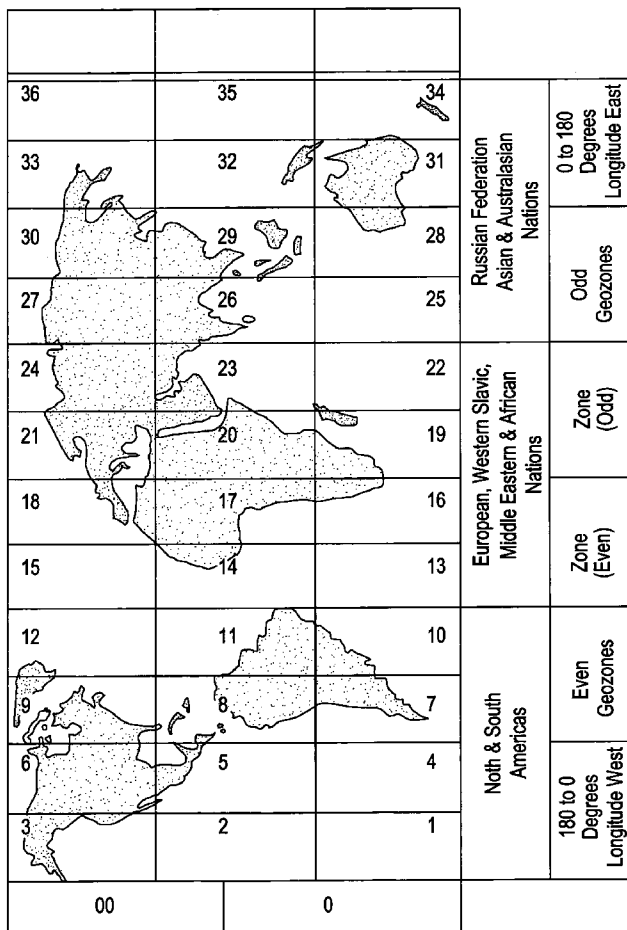 36 35 34
33 32 31
30 29 28
27 26 25
24 23 22
21 20 19
18 17 16
15 14 13
12 11 10
9 8 7
6 5 4
3 2 1
00 0
Russian Federation
Asian & Australasian
Nations
European, Western Slavic,
Middle Eastern & African
Nations
Noth & South
Americas
0 to 180
Degrees
Longitude East
Odd
Geozones
Zone
(Odd)
Zone
(Even)
Even
Geozones
180 to 0
Degrees
Longitude West